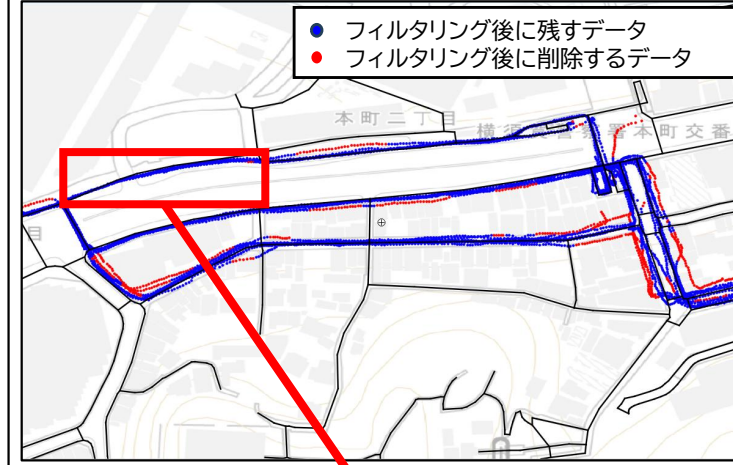 フィルタリング後に残すデータ
フィルタリング後に削除するデータ
本町二丁目
署本町交番
目